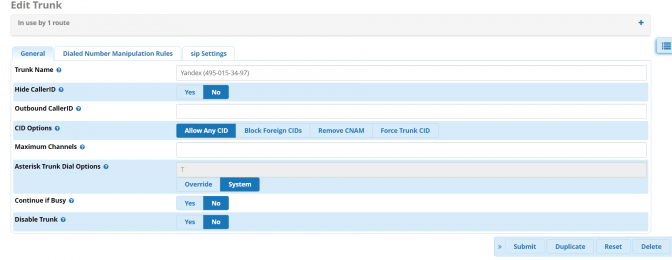 Edit Trunk
In use by 1 route
General Dialed Number Manipulation Rules sip Settings
Trunk Name Yandex (495-015-34-97)
Hide CallerID Yes No
Outbound CallerID
CID Options Allow Any CID Block Foreign CIDs Remove CNAM Force Trunk CID
Maximum Channels
Asterisk Trunk Dial Options T
Override System
Continue if Busy Yes No
Disable Trunk Yes No
» Submit Duplicate Reset Delete